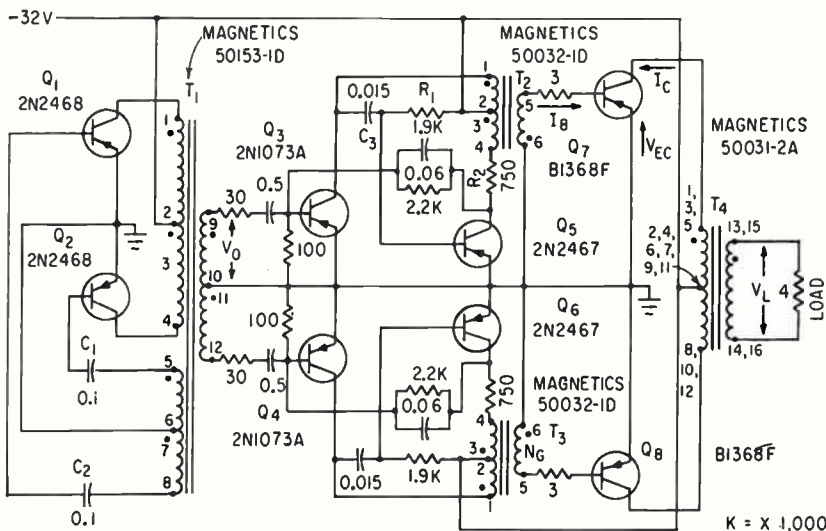 -32V
MAGNETICS
50153-1D
T1
Q1
2N2468
1
2
3
4
Q2
2N2468
C1
0.1
5
6
7
8
C2
0.1
9
10
11
12
VO
30
0.5
100
100
30
0.5
Q3
2N1073A
Q4
2N1073A
0.015
C3
R1
1.9K
0.06
2.2K
R2
750
MAGNETICS
50032-1D
1
2
3
4
T2
5
6
3
IB
Q7
B1368F
IC
VEC
Q5
2N2467
Q6
2N2467
2.2K
0.06
750
0.015
1.9K
MAGNETICS
50032-1D
4
3
2
1
6
T3
NG
5
3
Q8
B1368F
MAGNETICS
50031-2A
1,
3,
5
T4
2,4,
6,7,
9,11
8,
10,
12
13,15
VL
14,16
4
LOAD
K = X 1,000